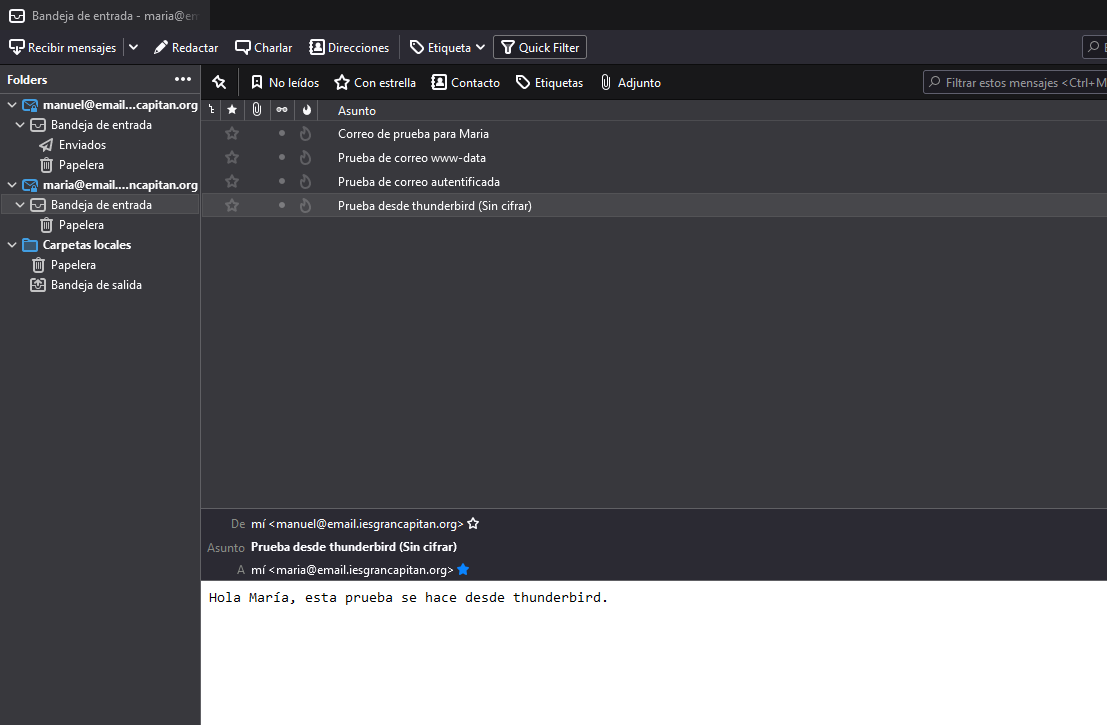 Bandeja de entrada - maria@em
Recibir mensajes Redactar Charlar Direcciones Etiqueta Quick Filter
Folders •••
No leídos Con estrella Contacto Etiquetas Adjunto Filtrar estos mensajes <Ctrl+M
manuel@email...capitan.org
Bandeja de entrada
Enviados
Papelera
maria@email....ncapitan.org
Bandeja de entrada
Papelera
Carpetas locales
Papelera
Bandeja de salida
Asunto
Correo de prueba para Maria
Prueba de correo www-data
Prueba de correo autentificada
Prueba desde thunderbird (Sin cifrar)
De mí <manuel@email.iesgrancapitan.org>
Asunto Prueba desde thunderbird (Sin cifrar)
A mí <maria@email.iesgrancapitan.org>
Hola María, esta prueba se hace desde thunderbird.